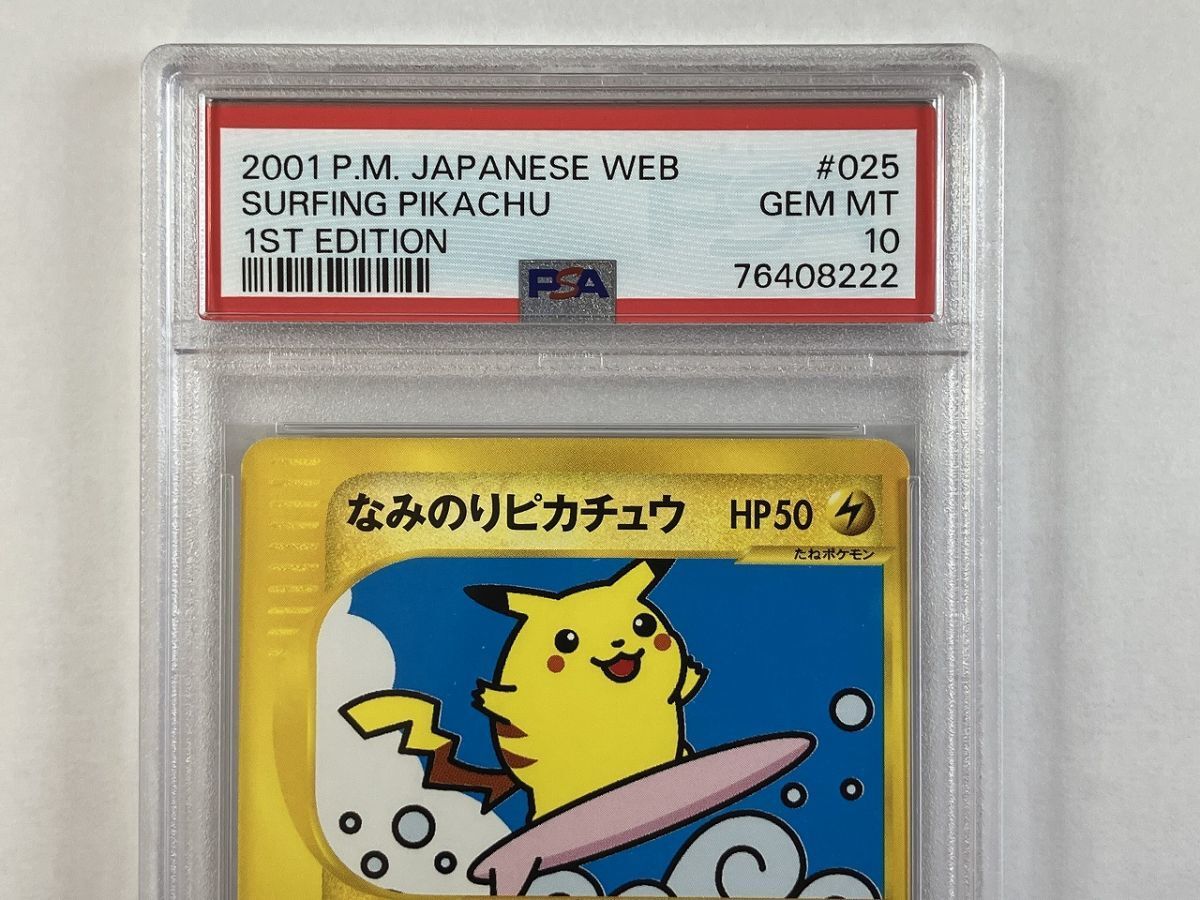 2001 P.M. JAPANESE WEB #025
SURFING PIKACHU GEM MT
1ST EDITION 10
PSA 76408222
なみのりピカチュウ HP50
たねポケモン